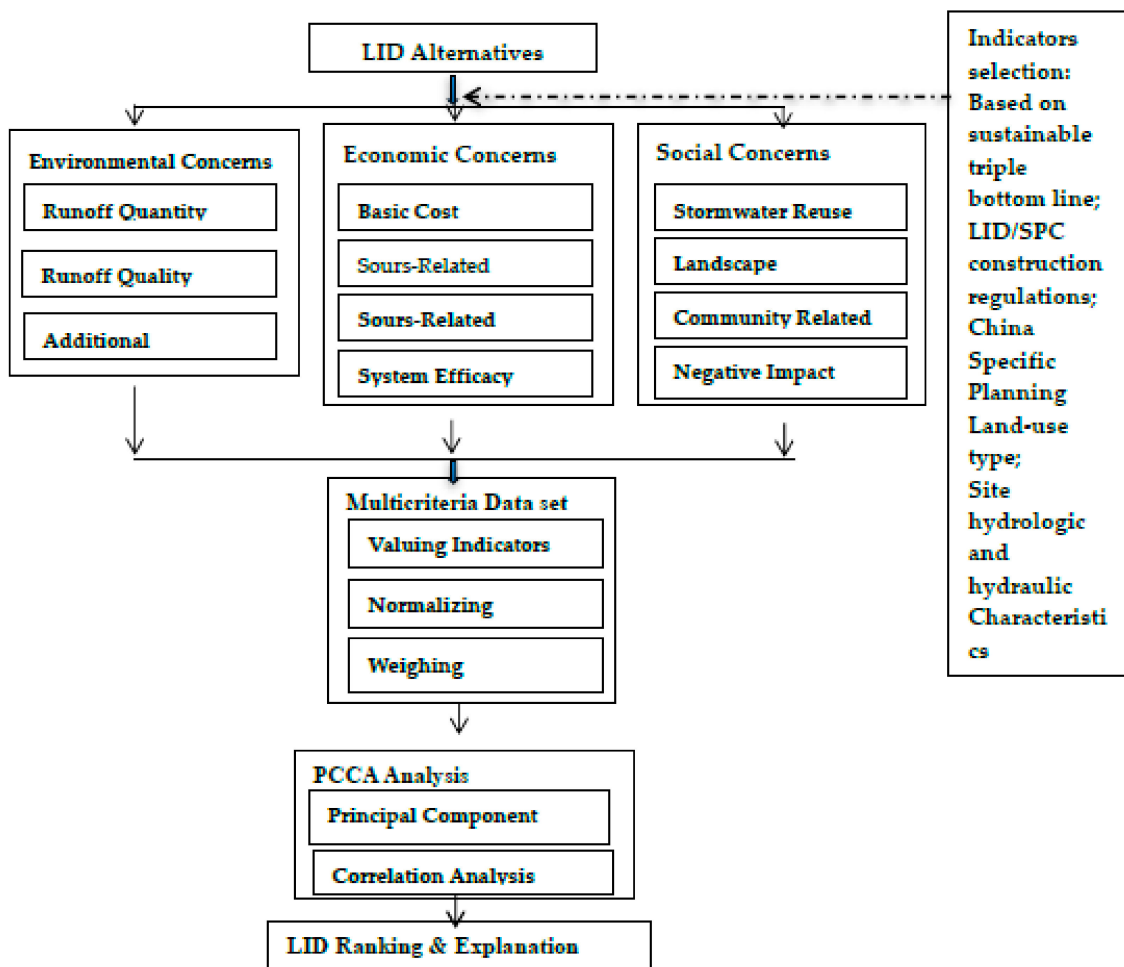 LID Alternatives
Environmental Concerns
Runoff Quantity
Runoff Quality
Additional
Economic Concerns
Basic Cost
Sours-Related
Sours-Related
System Efficacy
Social Concerns
Stormwater Reuse
Landscape
Community Related
Negative Impact
Indicators
selection:
Based on
sustainable
triple
bottom line;
LID/SPC
construction
regulations;
China
Specific
Planning
Land-use
type;
Site
hydrologic
and
hydraulic
Characteristi
cs
Multicriteria Data set
Valuing Indicators
Normalizing
Weighing
PCCA Analysis
Principal Component
Correlation Analysis
LID Ranking & Explanation